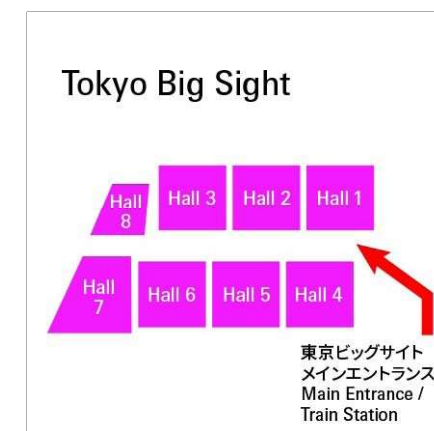 Tokyo Big Sight
Hall 8
Hall 3
Hall 2
Hall 1
Hall 7
Hall 6
Hall 5
Hall 4
東京ビッグサイト
メインエントランス
Main Entrance /
Train Station